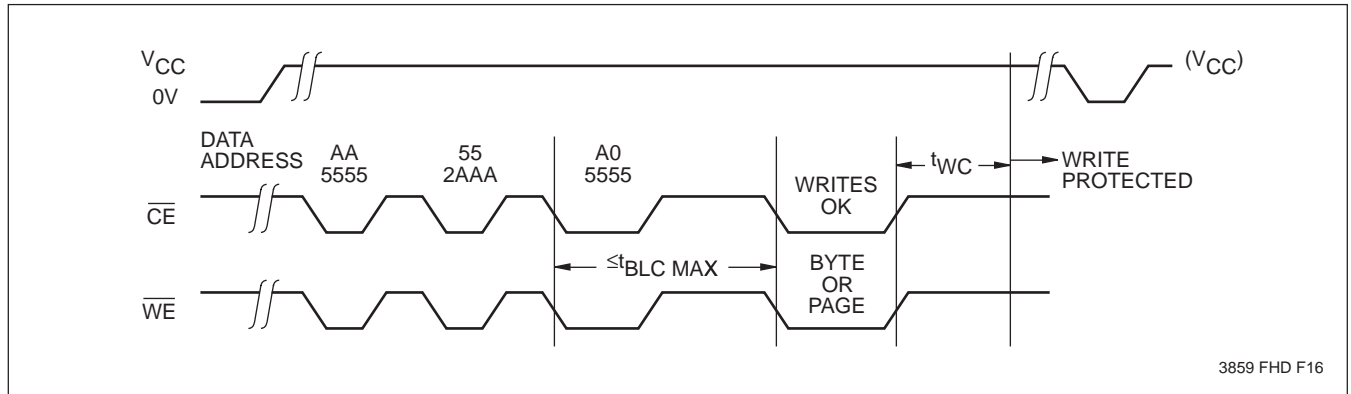 VCC
0V
(VCC)
DATA
ADDRESS
AA
5555
55
2AAA
A0
5555
WRITES
OK
tWC
WRITE
PROTECTED
CE
≤tBLC MAX
BYTE
OR
PAGE
WE
3859 FHD F16